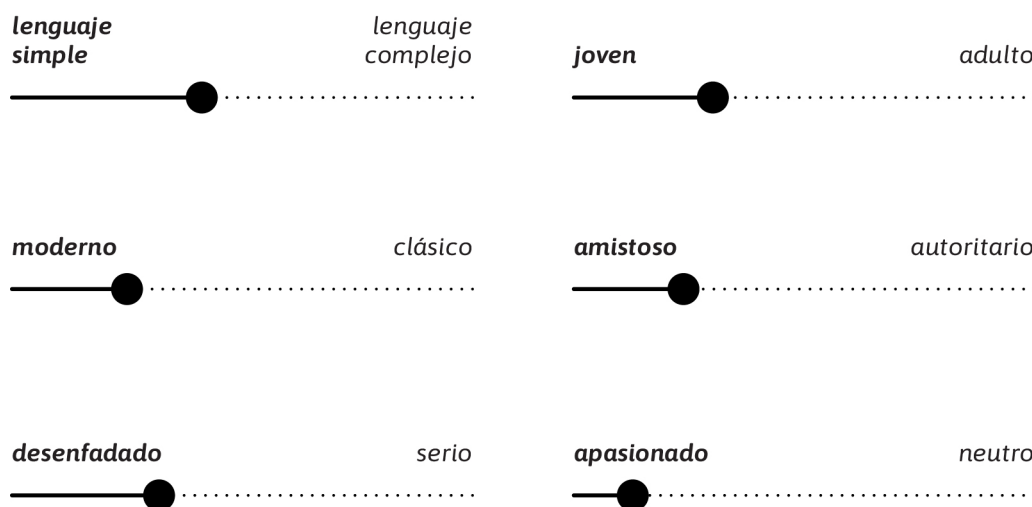 lenguaje
simple
lenguaje
complejo
joven
adulto
moderno
clásico
amistoso
autoritario
desenfadado
serio
apasionado
neutro